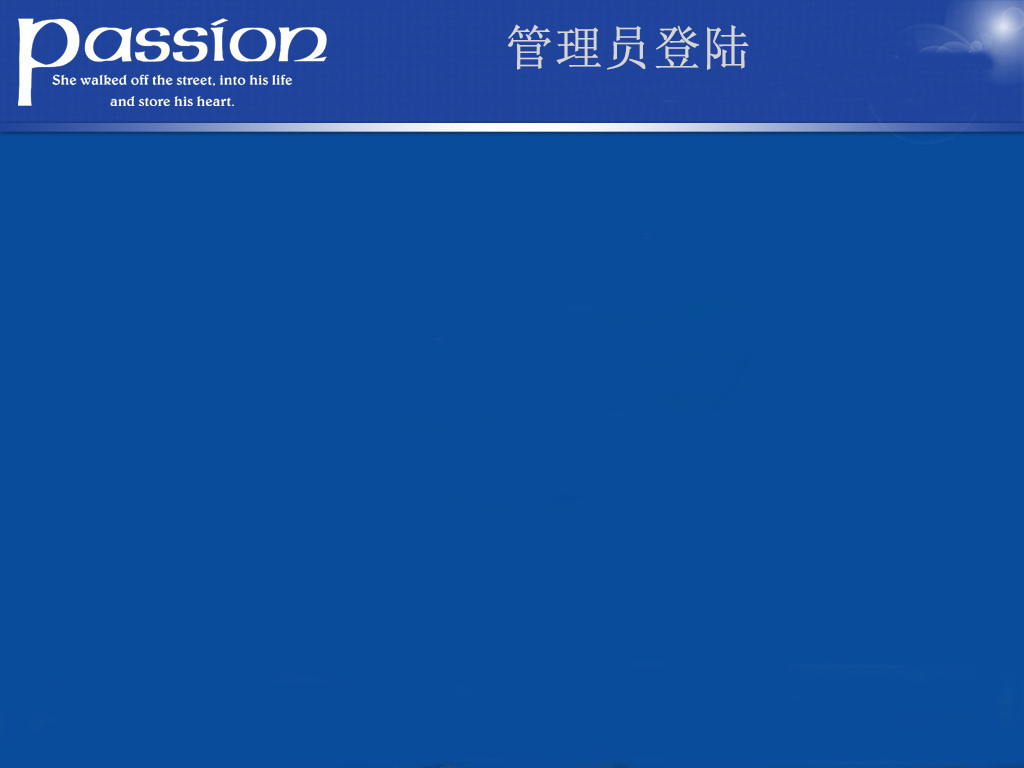 passion
She walked off the street, into his life
and store his heart.
管理员登陆